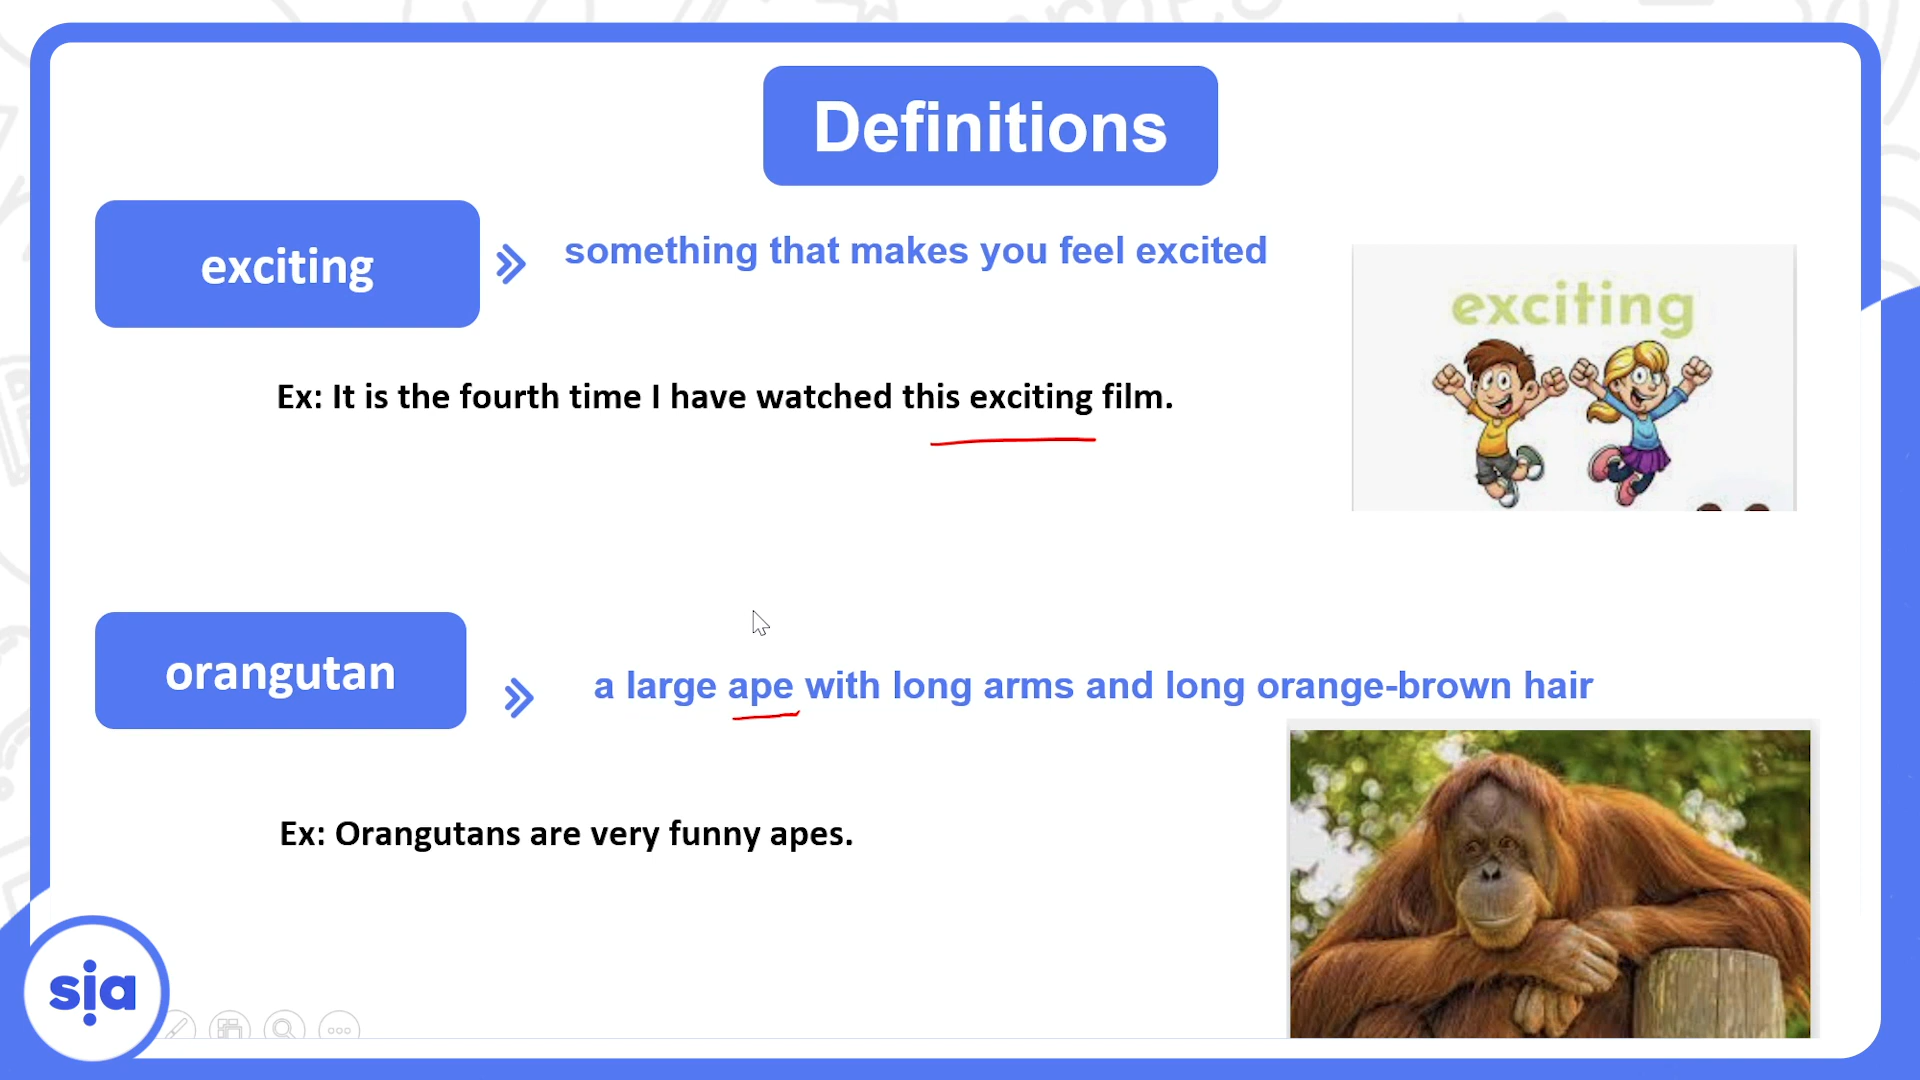 Definitions
exciting
something that makes you feel excited
exciting
Ex: It is the fourth time I have watched this exciting film.
orangutan
a large ape with long arms and long orange-brown hair
Ex: Orangutans are very funny apes.
sia